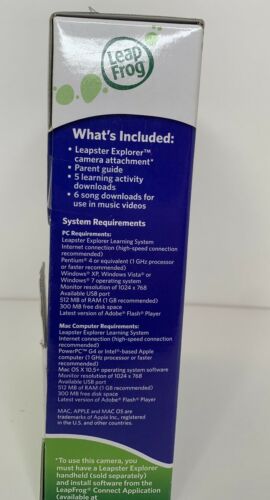 Leap
Frog
What's Included:
• Leapster Explorer™
camera attachment*
• Parent guide
• 5 learning activity
downloads
• 6 song downloads for
use in music videos
System Requirements
PC Requirements:
Leapster Explorer Learning System
Internet connection (high-speed connection
recommended)
Pentium® 4 or equivalent (1 GHz processor
or faster recommended)
Windows® XP, Windows Vista® or
Windows® 7 operating system
Monitor resolution of 1024 x 768
Available USB port
512 MB of RAM (1 GB recommended)
300 MB free disk space
Latest version of Adobe® Flash® Player
Mac Computer Requirements:
Leapster Explorer Learning System
Internet connection (high-speed connection
recommended)
PowerPC™ G4 or Intel®-based Apple
computer (1 GHz processor or faster
recommended)
Mac OS X 10.5+ operating system software
Monitor resolution of 1024 x 768
Available USB port
512 MB of RAM (1 GB recommended)
300 MB free disk space
Latest version of Adobe® Flash® Player
MAC, APPLE and MAC OS are
trademarks of Apple Inc., registered
in the U.S. and other countries.
*To use this camera, you
must have a Leapster Explorer
handheld (sold separately)
and install software from the
LeapFrog® Connect Application
(available at